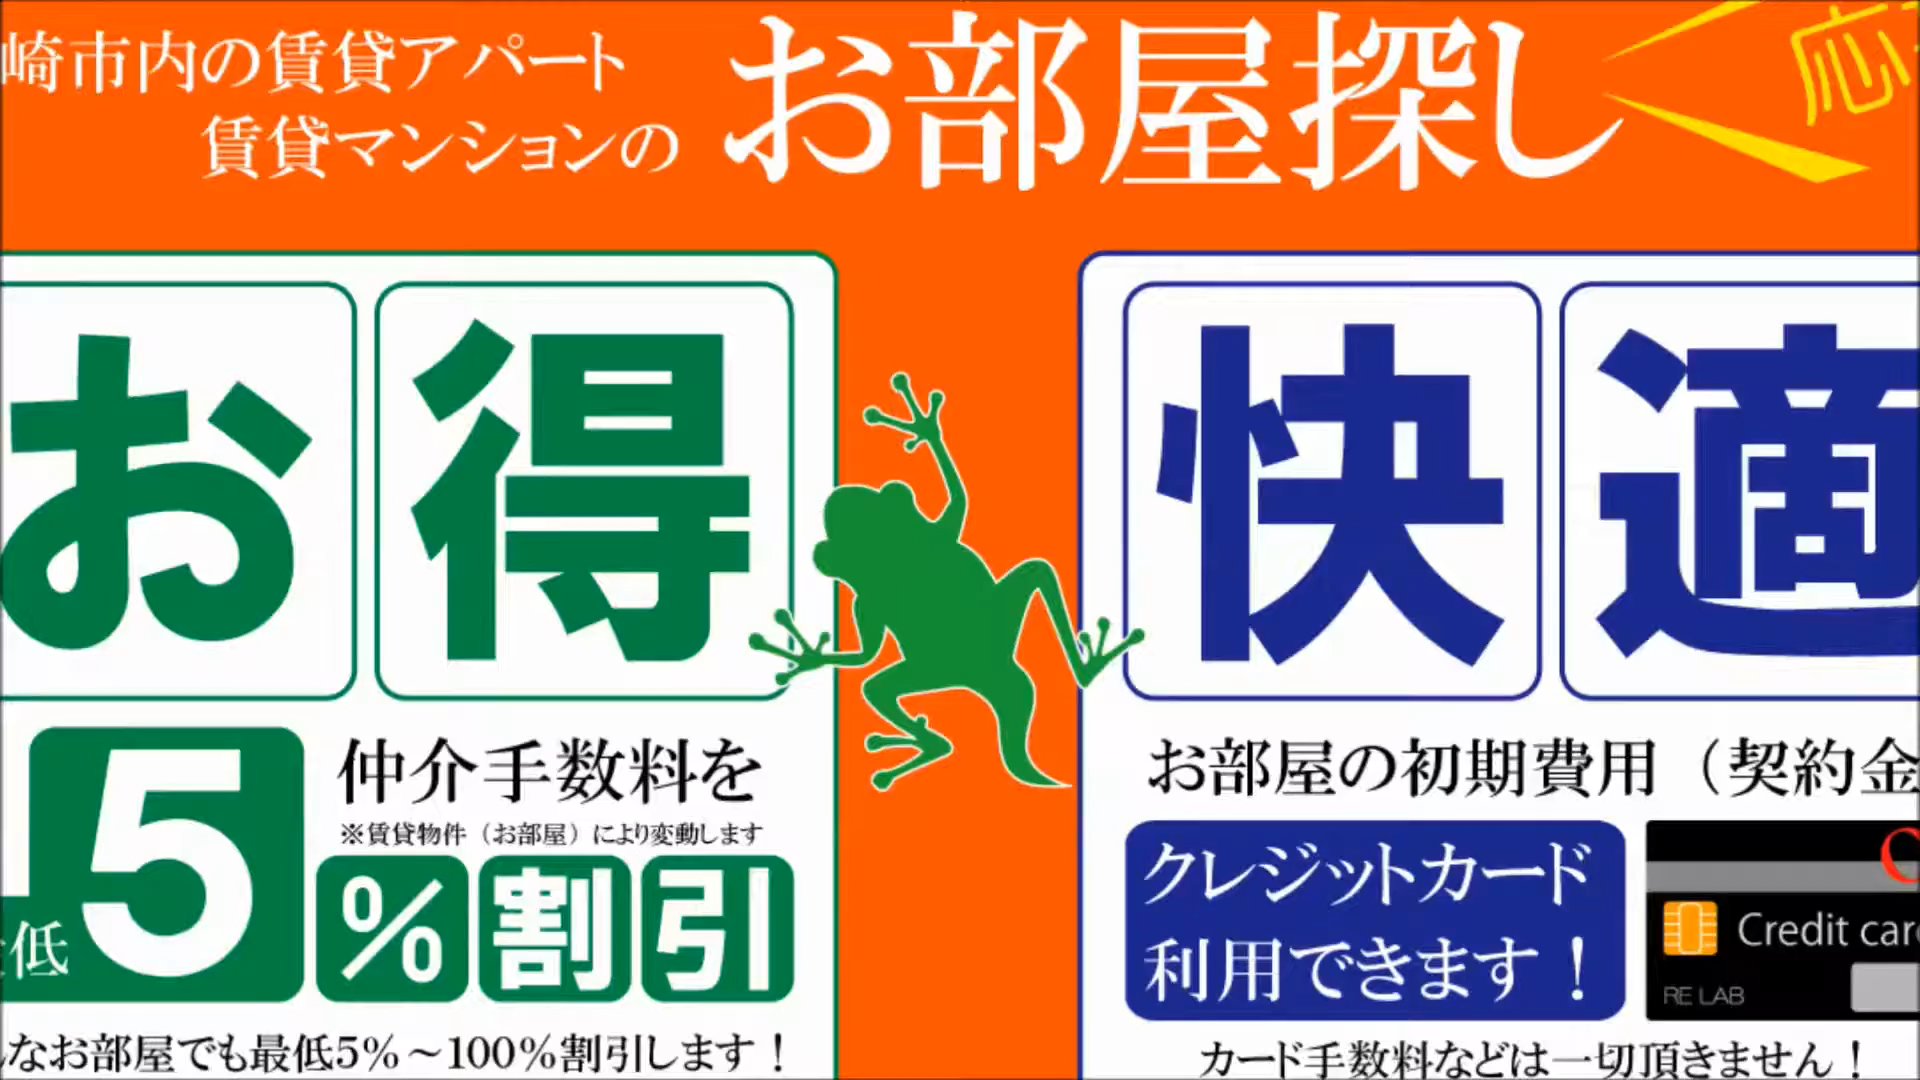 崎市内の賃貸アパート
賃貸マンションの
お部屋探し
応
お得
快適
5
仲介手数料を
※賃貸物件（お部屋）により変動します
低
%割引
なお部屋でも最低5%～100%割引します！
お部屋の初期費用（契約金
クレジットカード
利用できます！
Credit card
RE LAB
カード手数料などは一切頂きません！